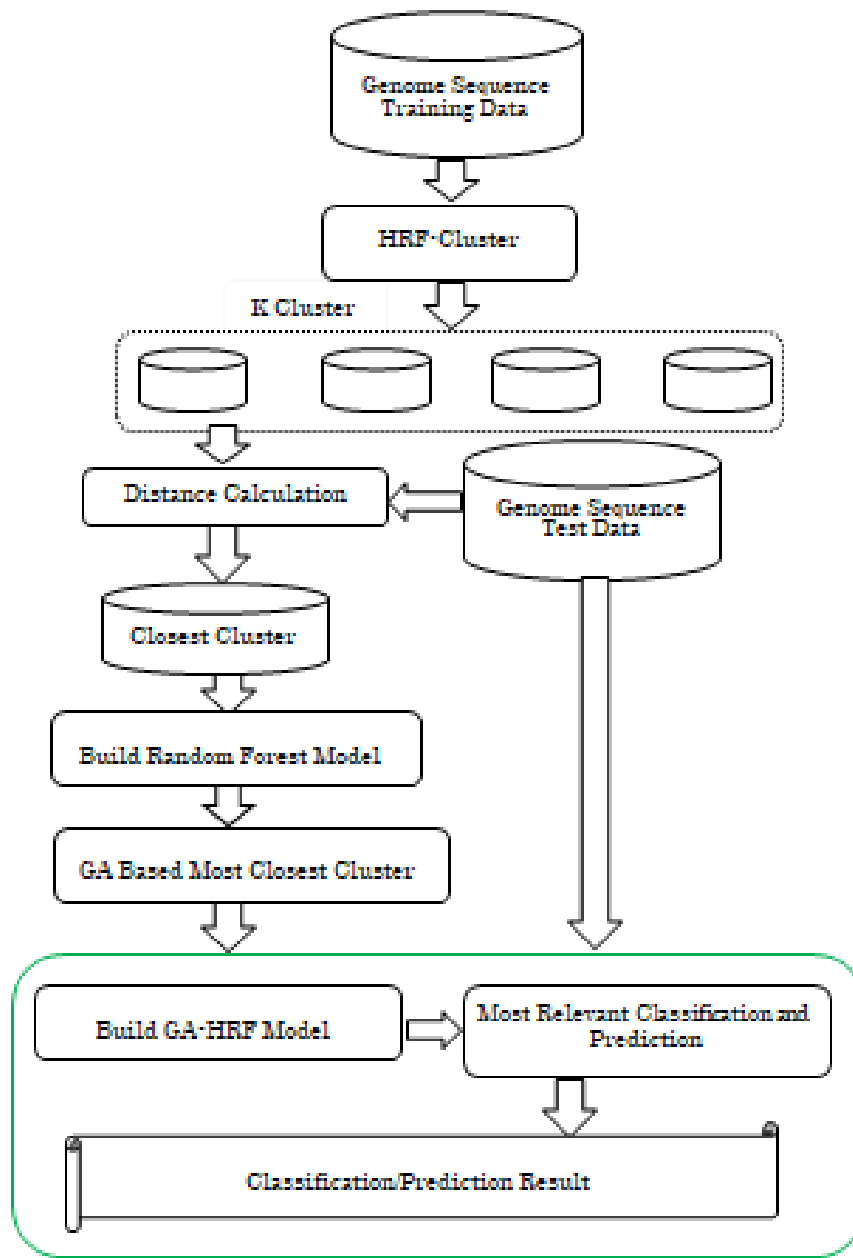 Genome Sequence
Training Data
HRF-Cluster
K Cluster
Distance Calculation
Genome Sequence
Test Data
Closest Cluster
Build Random Forest Model
GA Based Most Closest Cluster
Build GA-HRF Model
Most Relevant Classification and
Prediction
Classification/Prediction Result